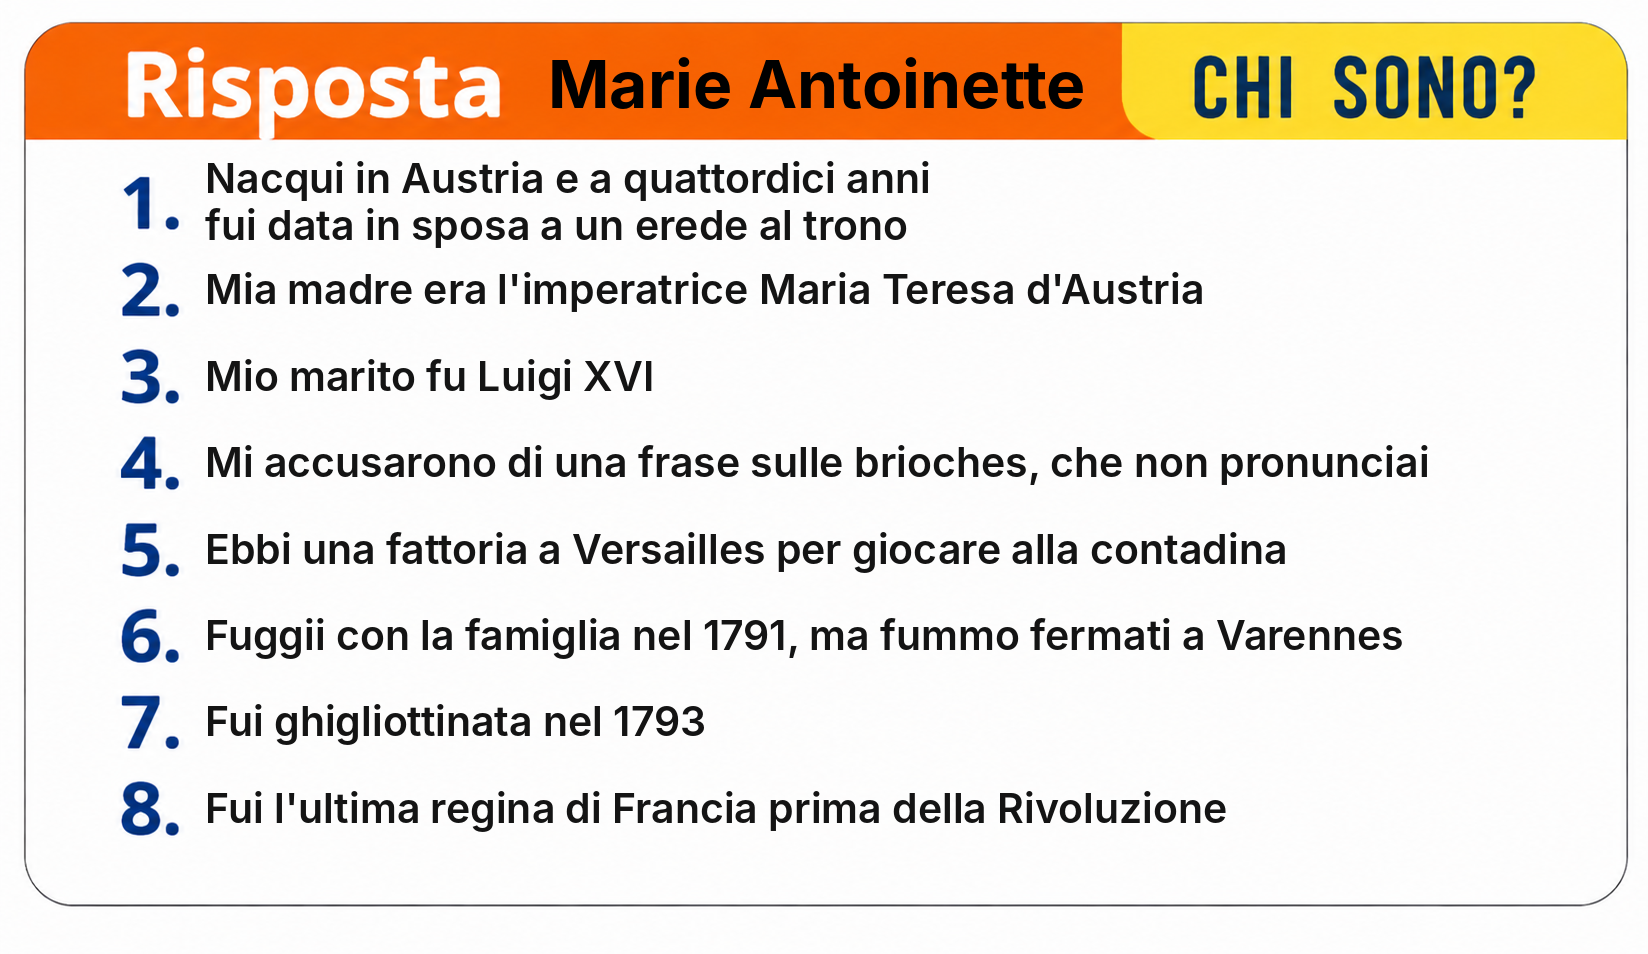 Risposta Marie Antoinette CHI SONO?
1. Nacqui in Austria e a quattordici anni
fui data in sposa a un erede al trono
2. Mia madre era l'imperatrice Maria Teresa d'Austria
3. Mio marito fu Luigi XVI
4. Mi accusarono di una frase sulle brioches, che non pronunciai
5. Ebbi una fattoria a Versailles per giocare alla contadina
6. Fuggii con la famiglia nel 1791, ma fummo fermati a Varennes
7. Fui ghigliottinata nel 1793
8. Fui l'ultima regina di Francia prima della Rivoluzione